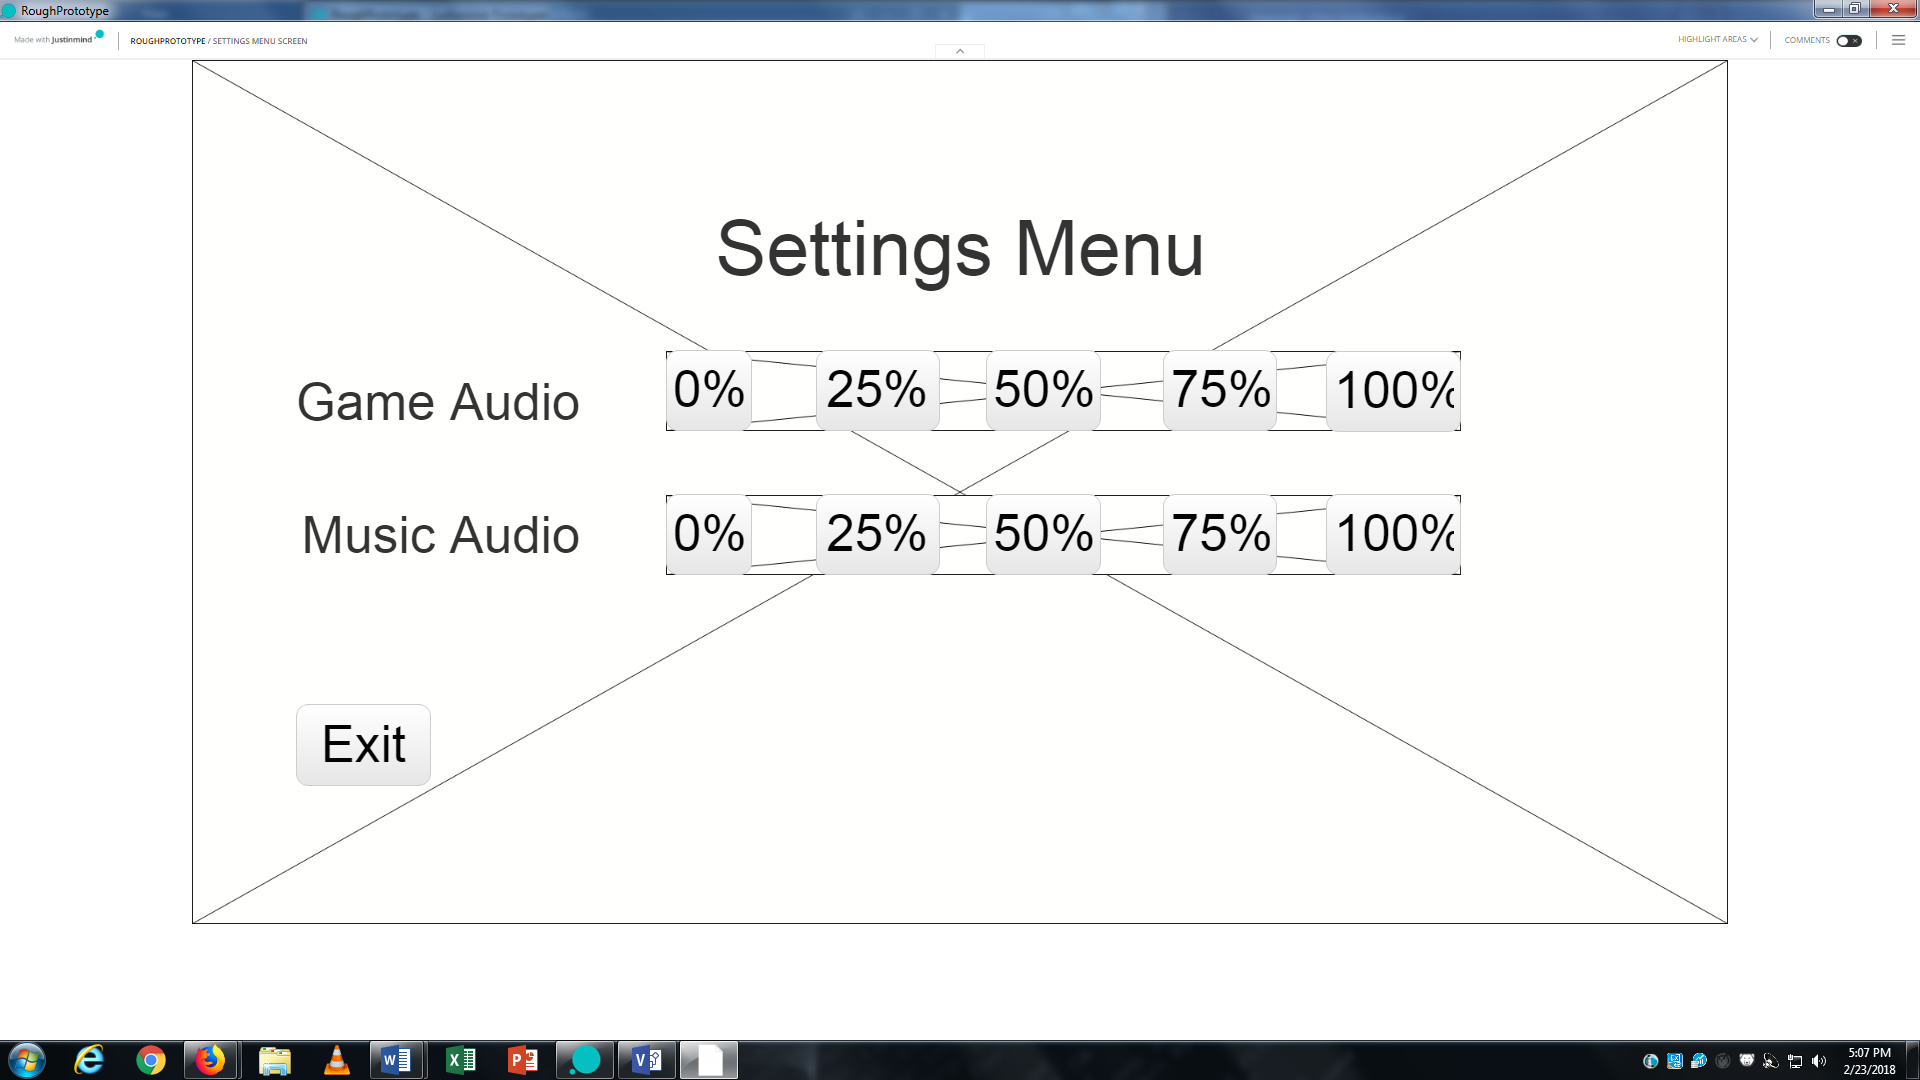 RoughPrototype
Made with Justinmind
ROUGHPROTOTYPE / SETTINGS MENU SCREEN
HIGHLIGHT AREAS
COMMENTS
Settings Menu
Game Audio
0% 25% 50% 75% 100%
Music Audio
0% 25% 50% 75% 100%
Exit
5:07 PM
2/23/2018